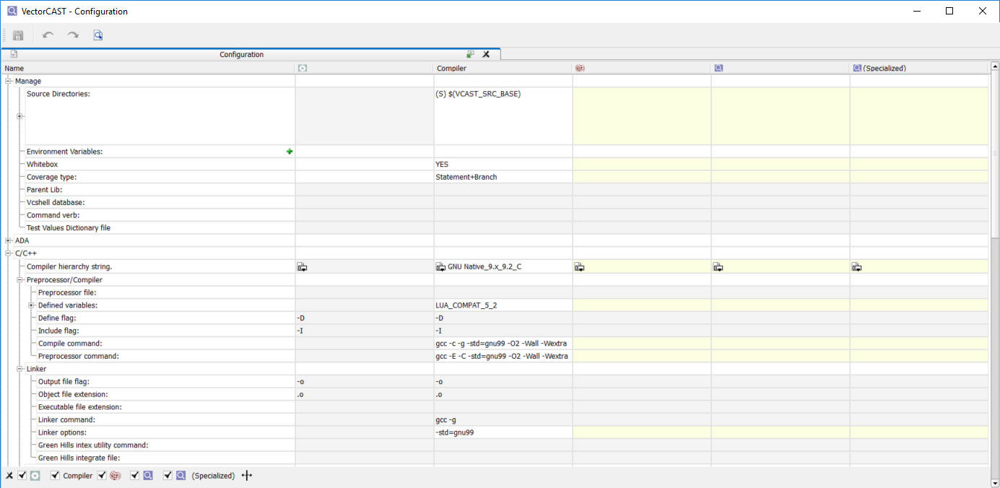 VectorCAST - Configuration
Configuration
Name Compiler (Specialized)
Manage
Source Directories: (S) $(VCAST_SRC_BASE)
Environment Variables:
Whitebox YES
Coverage type: Statement+Branch
Parent Lib:
Vcshell database:
Command verb:
Test Values Dictionary file
ADA
C/C++
Compiler hierarchy string. GNU Native_9.x_9.2_C
Preprocessor/Compiler
Preprocessor file:
Defined variables: LUA_COMPAT_5_2
Define flag: -D -D
Include flag: -I -I
Compile command: gcc -c -g -std=gnu99 -O2 -Wall -Wextra
Preprocessor command: gcc -E -C -std=gnu99 -O2 -Wall -Wextra
Linker
Output file flag: -o -o
Object file extension: .o .o
Executable file extension:
Linker command: gcc -g
Linker options: -std=gnu99
Green Hills intex utility command:
Green Hills integrate file:
Compiler (Specialized)